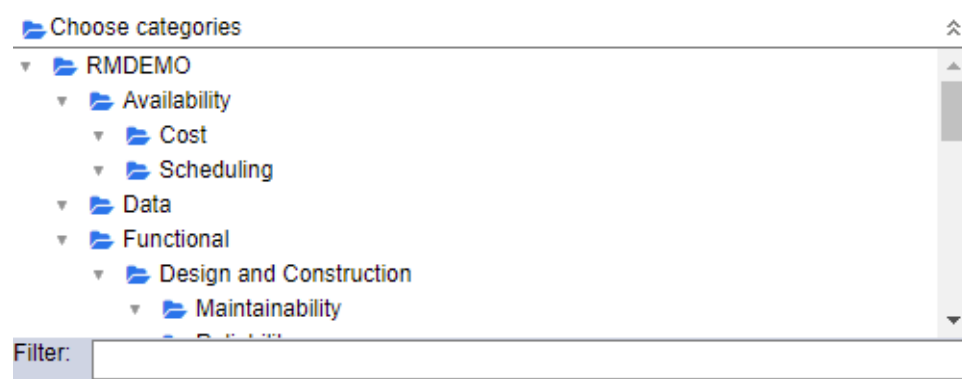 Choose categories
RMDEMO
Availability
Cost
Scheduling
Data
Functional
Design and Construction
Maintainability
Filter: